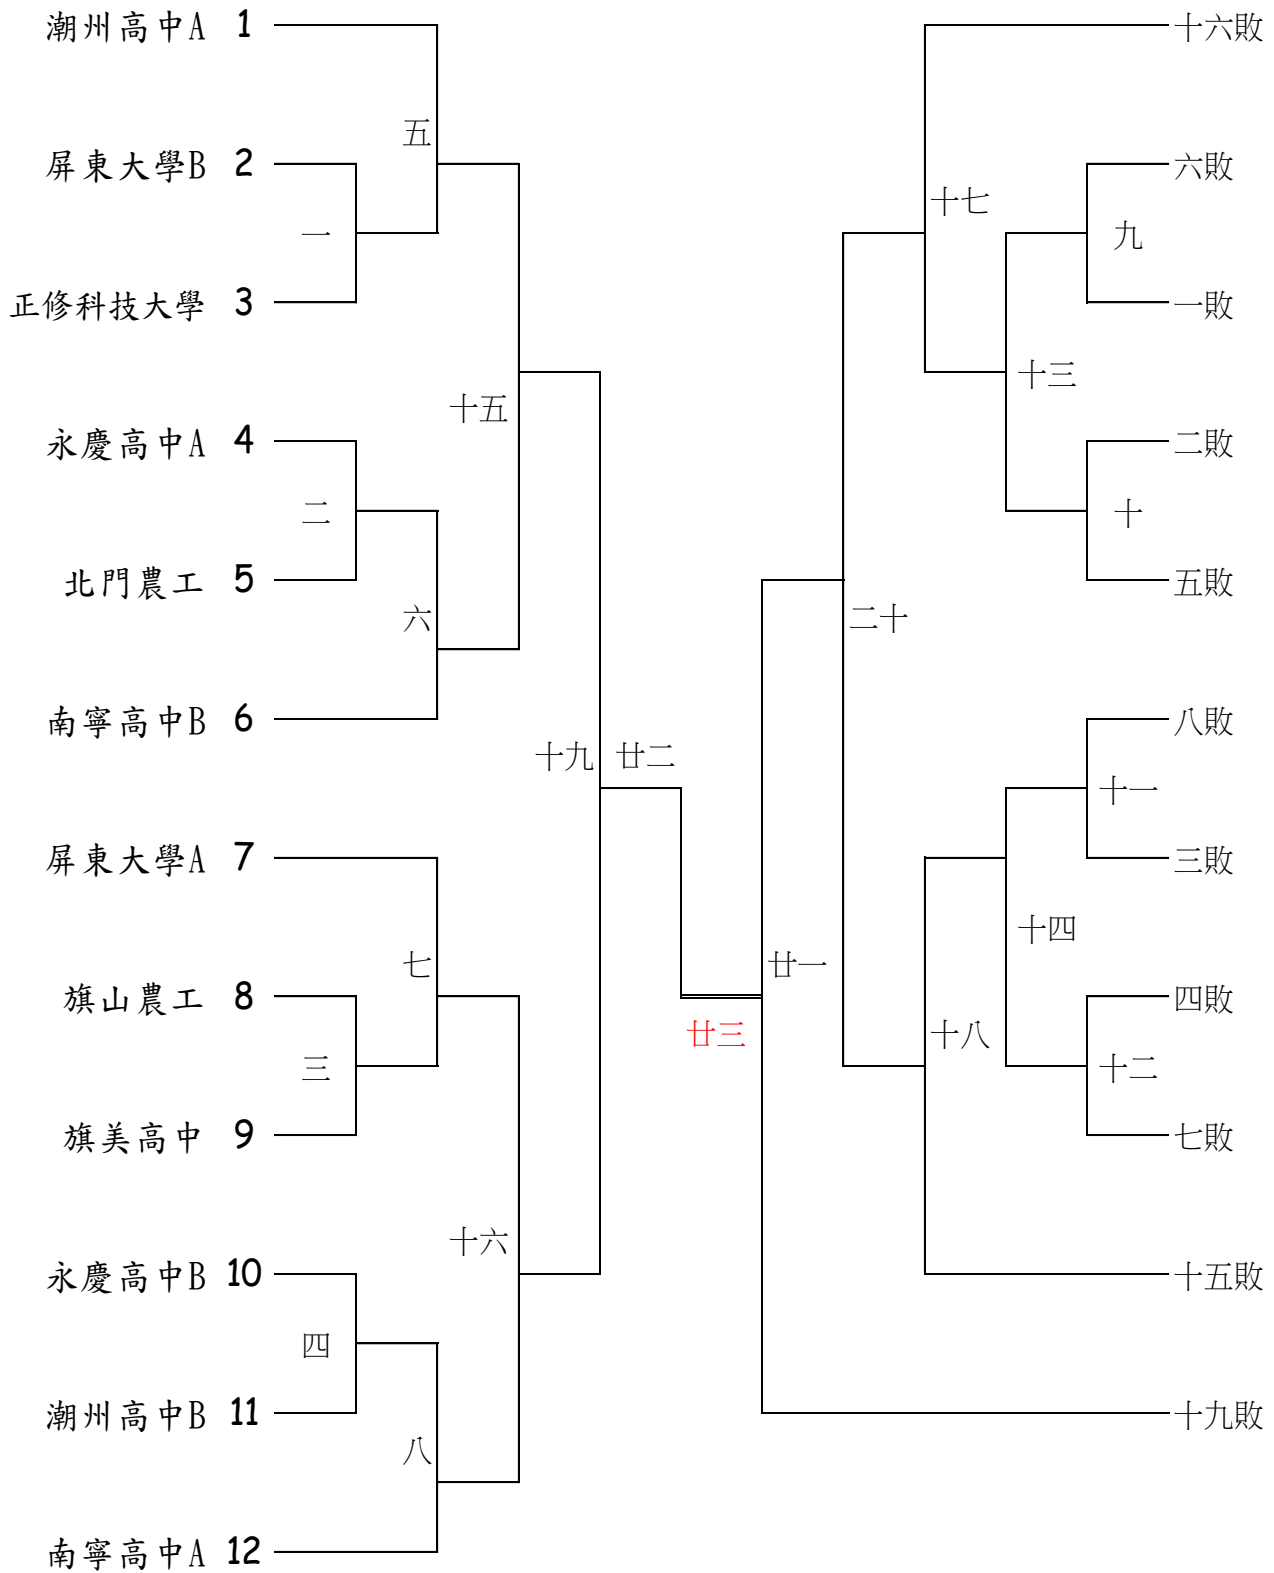 潮州高中A 1
十六敗
五
屏東大學B 2
六敗
十七
一
九
正修科技大學 3
一敗
十三
十五
永慶高中A 4
二敗
二
十
北門農工 5
五敗
六
二十
南寧高中B 6
八敗
十九
廿二
十一
屏東大學A 7
三敗
十四
七
廿一
旗山農工 8
四敗
廿三
十八
三
十二
旗美高中 9
七敗
十六
永慶高中B 10
十五敗
四
潮州高中B 11
十九敗
八
南寧高中A 12